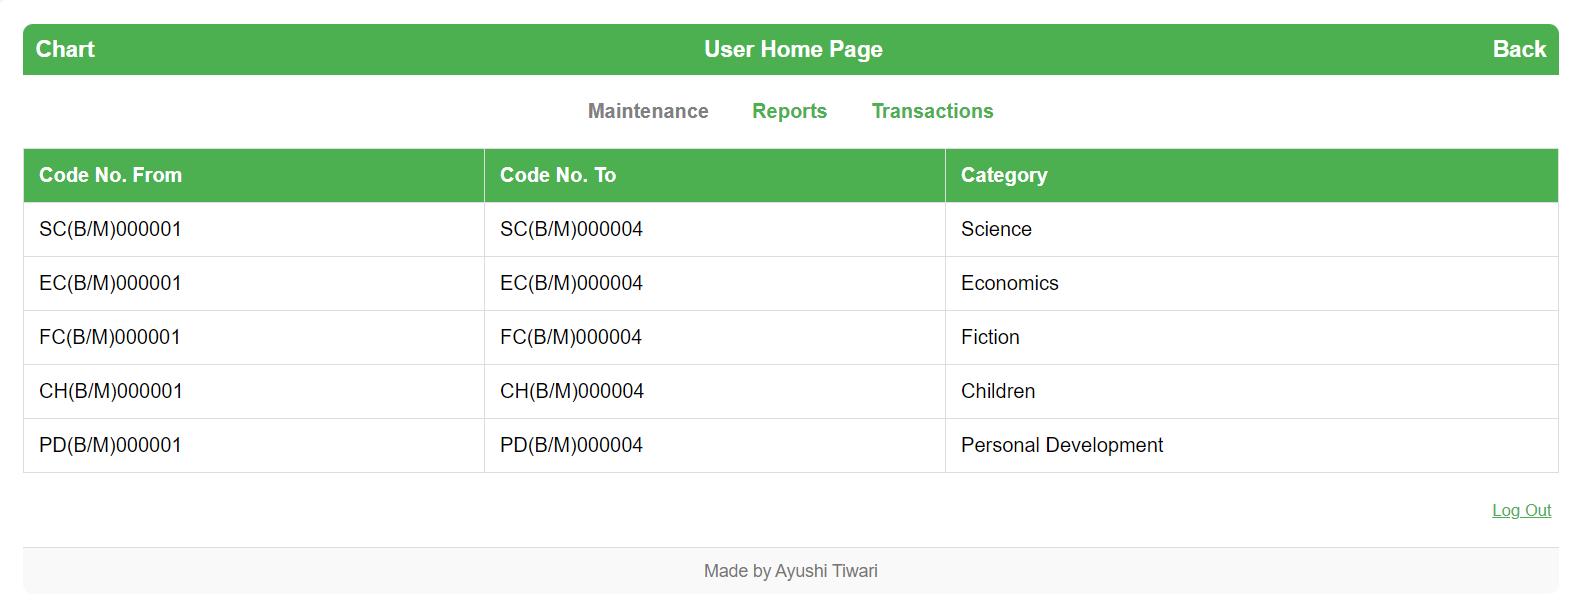 Chart User Home Page Back
Maintenance Reports Transactions
Code No. From Code No. To Category
SC(B/M)000001 SC(B/M)000004 Science
EC(B/M)000001 EC(B/M)000004 Economics
FC(B/M)000001 FC(B/M)000004 Fiction
CH(B/M)000001 CH(B/M)000004 Children
PD(B/M)000001 PD(B/M)000004 Personal Development
Log Out
Made by Ayushi Tiwari